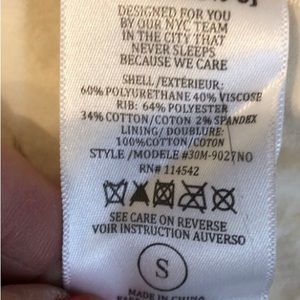 DESIGNED FOR YOU
BY OUR NYC TEAM
IN THE CITY THAT
NEVER SLEEPS
BECAUSE WE CARE
SHELL/EXTÉRIEUR:
60% POLYURETHANE 40% VISCOSE
RIB: 64% POLYESTER
34% COTTON/COTON 2% SPANDEX
LINING/ DOUBLURE:
100%COTTON/COTON
STYLE /MODELE #30M-9027NO
RN# 114542
SEE CARE ON REVERSE
VOIR INSTRUCTION AUVERSO
S
MADE IN CHINA